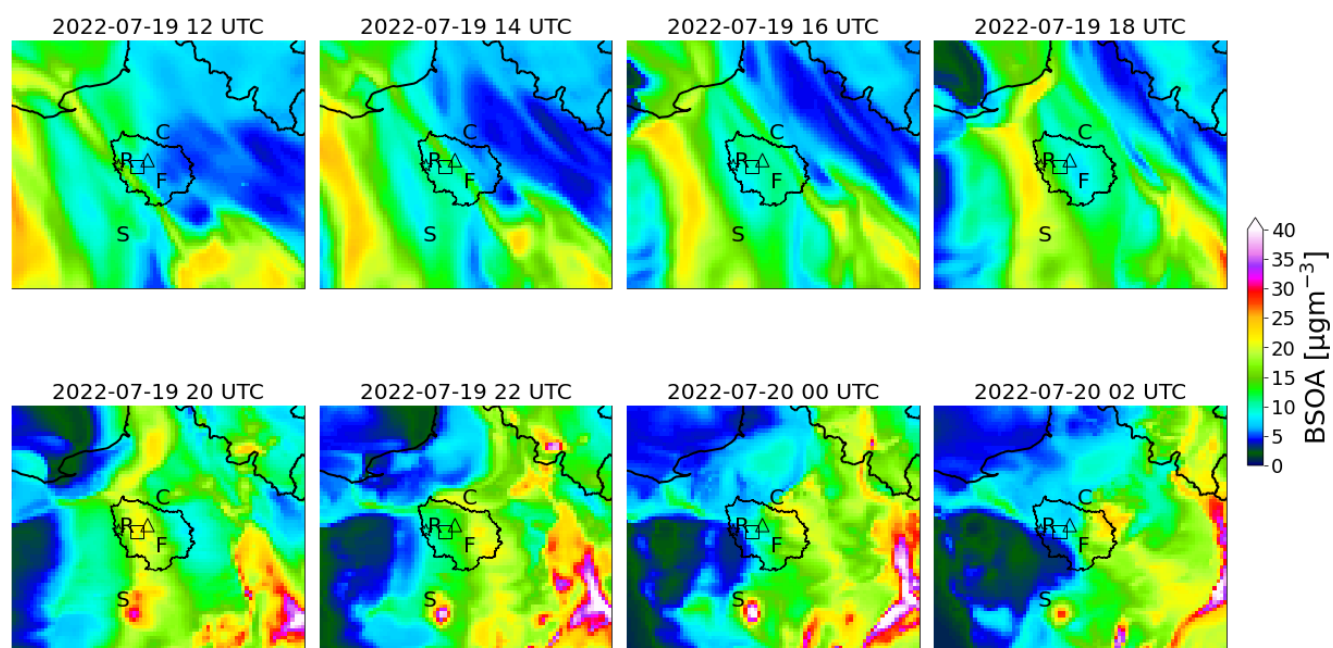 2022-07-19 12 UTC 2022-07-19 14 UTC 2022-07-19 16 UTC 2022-07-19 18 UTC
C C C C
R R R R
F F F F
S S S S
40
35
30
25
20
15
10
5
0
BSOA [µgm⁻³]
2022-07-19 20 UTC 2022-07-19 22 UTC 2022-07-20 00 UTC 2022-07-20 02 UTC
C C C C
R R R R
F F F F
S S S S